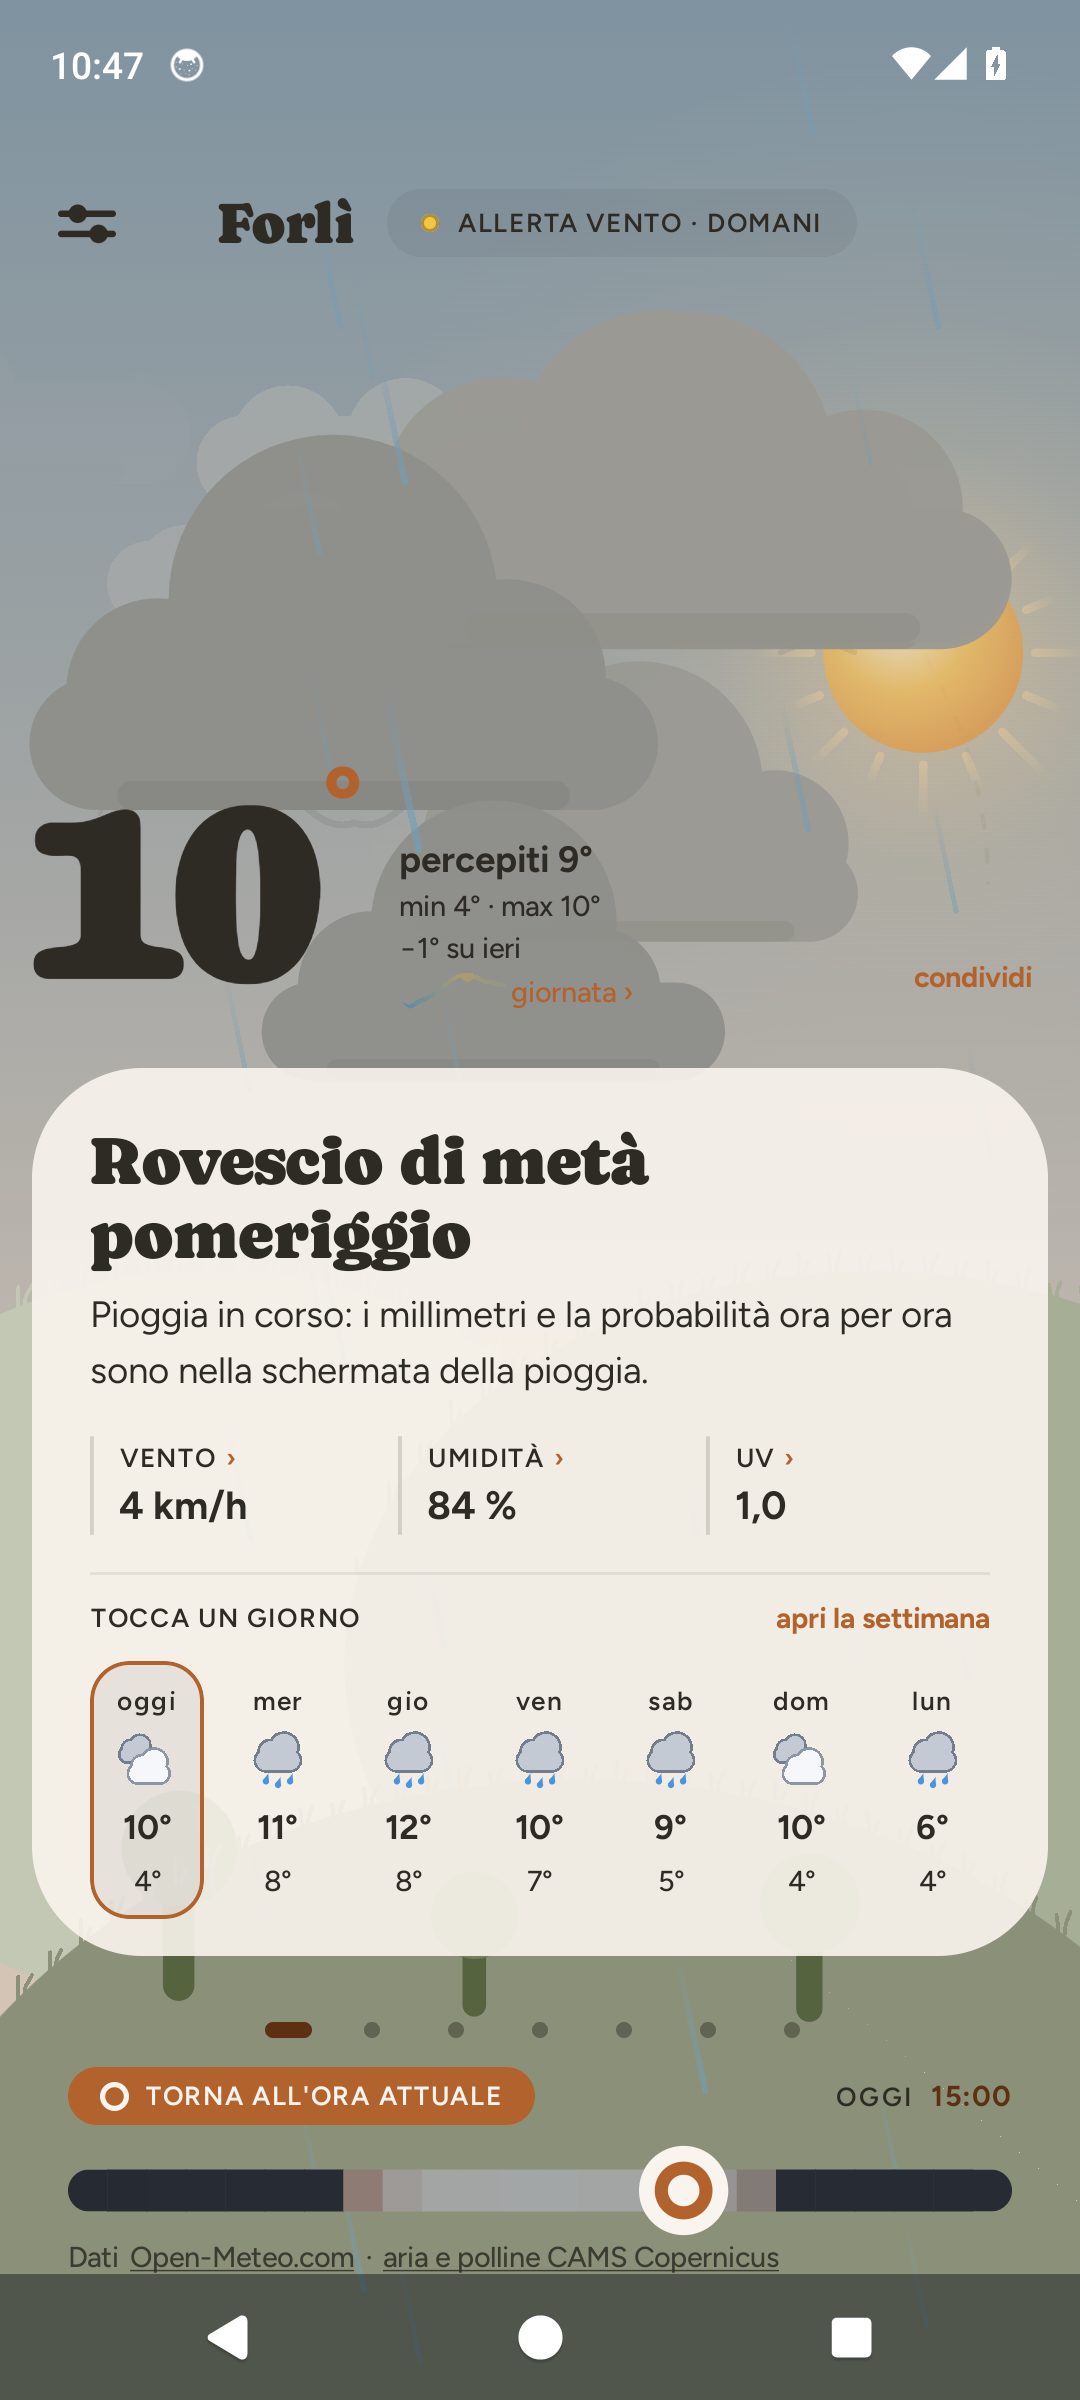 10:47
Forlì
ALLERTA VENTO · DOMANI
10°
percepiti 9°
min 4° · max 10°
−1° su ieri
giornata ›
condividi
Rovescio di metà
pomeriggio
Pioggia in corso: i millimetri e la probabilità ora per ora
sono nella schermata della pioggia.
VENTO › UMIDITÀ › UV ›
4 km/h 84 % 1,0
TOCCA UN GIORNO apri la settimana
oggi mer gio ven sab dom lun
10° 11° 12° 10° 9° 10° 6°
4° 8° 8° 7° 5° 4° 4°
TORNA ALL'ORA ATTUALE OGGI 15:00
Dati Open-Meteo.com · aria e polline CAMS Copernicus